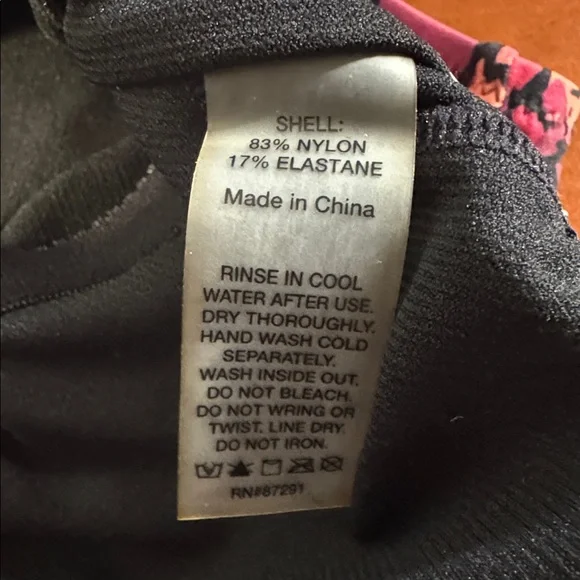 SHELL:
83% NYLON
17% ELASTANE
Made in China
RINSE IN COOL
WATER AFTER USE.
DRY THOROUGHLY.
HAND WASH COLD
SEPARATELY.
WASH INSIDE OUT.
DO NOT BLEACH.
DO NOT WRING OR
TWIST. LINE DRY.
DO NOT IRON.
RN#87291